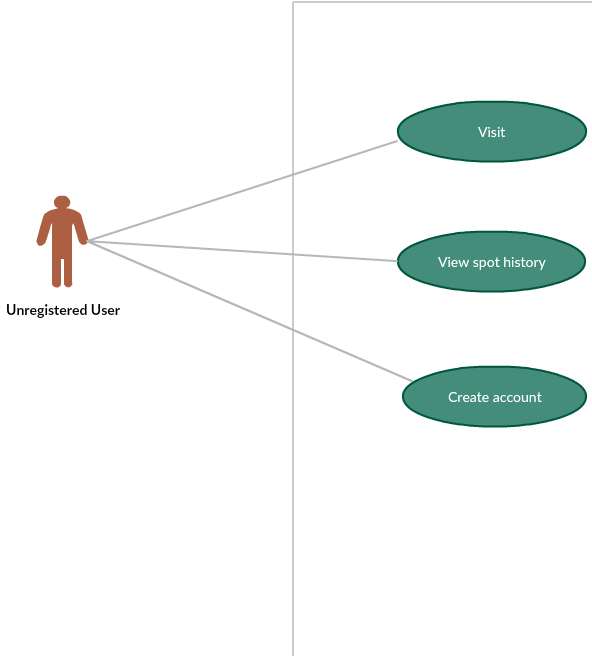 Visit
View spot history
Unregistered User
Create account